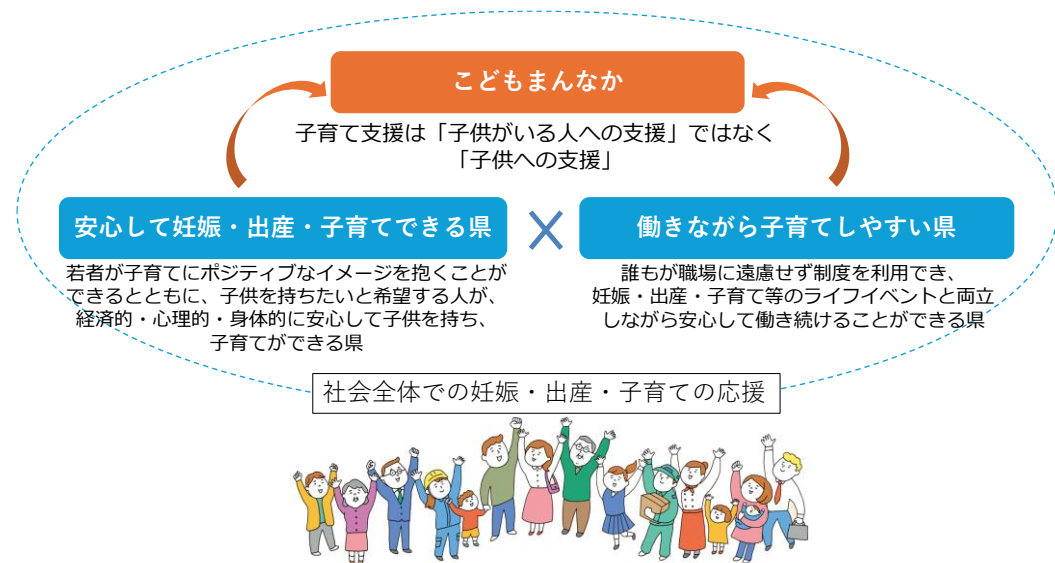 こどもまんなか
子育て支援は「子供がいる人への支援」ではなく
「子供への支援」
安心して妊娠・出産・子育てできる県
×
働きながら子育てしやすい県
若者が子育てにポジティブなイメージを抱くことが
できるとともに、子供を持ちたいと希望する人が、
経済的・心理的・身体的に安心して子供を持ち、
子育てができる県
誰もが職場に遠慮せず制度を利用でき、
妊娠・出産・子育て等のライフイベントと両立
しながら安心して働き続けることができる県
社会全体での妊娠・出産・子育ての応援